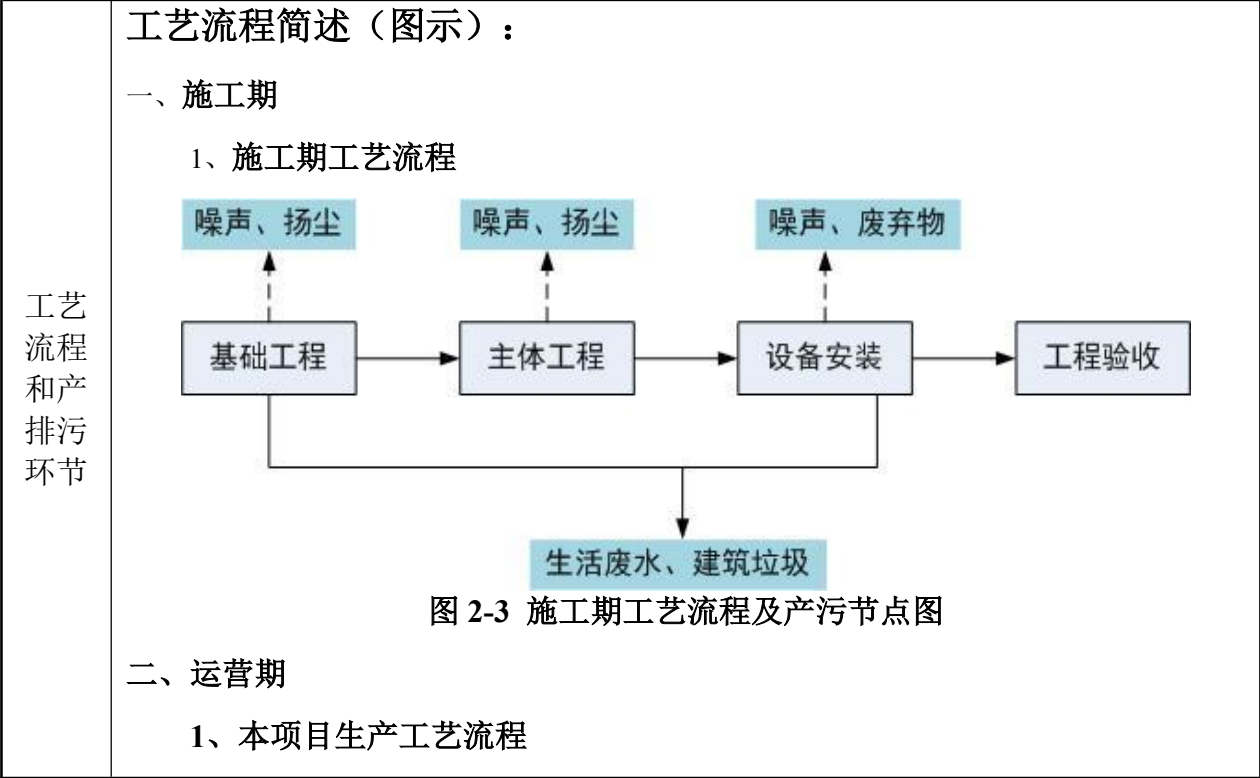 工艺流程简述（图示）：
一、施工期
1、施工期工艺流程
噪声、扬尘
噪声、扬尘
噪声、废弃物
工艺
流程
和产
排污
环节
基础工程
主体工程
设备安装
工程验收
生活废水、建筑垃圾
图 2-3 施工期工艺流程及产污节点图
二、运营期
1、本项目生产工艺流程